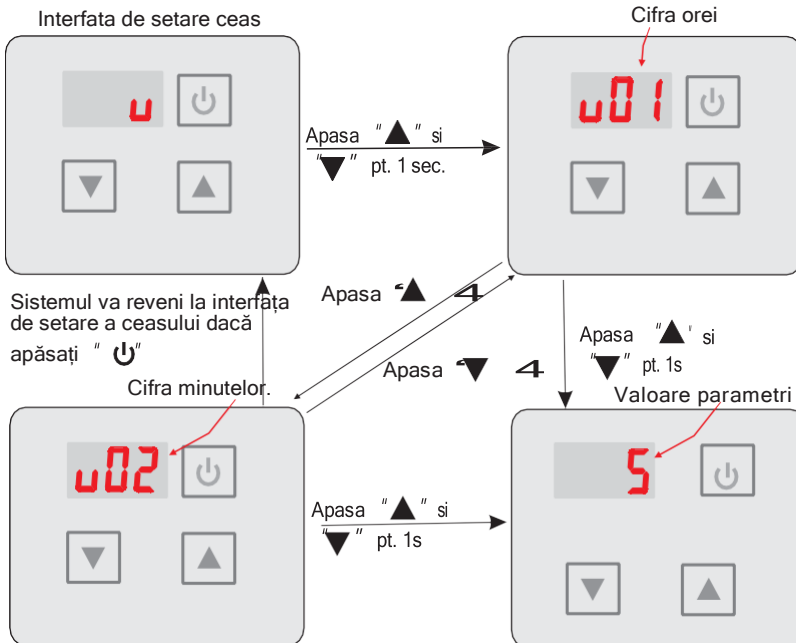 Interfata de setare ceas
Cifra orei
u
u01
Apasa "▲" si
"▼" pt. 1 sec.
Sistemul va reveni la interfața
de setare a ceasului dacă
apăsați "⏻"
Apasa "▲ 4
Apasa "▼ 4
Apasa "▲" si
"▼" pt. 1s
Cifra minutelor.
Valoare parametri
u02
5
Apasa "▲" si
"▼" pt. 1s